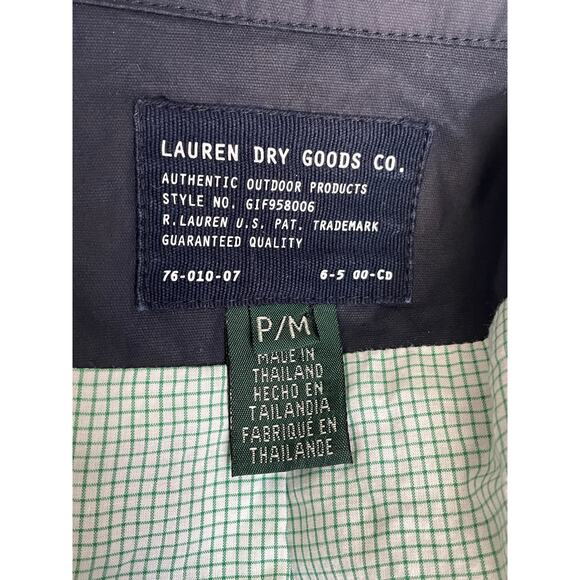 LAUREN DRY GOODS CO.
AUTHENTIC OUTDOOR PRODUCTS
STYLE NO. GIF958006
R.LAUREN U.S. PAT. TRADEMARK
GUARANTEED QUALITY
76-010-07 6-5 00-CD
P/M
MADE IN
THAILAND
HECHO EN
TAILANDIA
FABRIQUÉ EN
THAILANDE